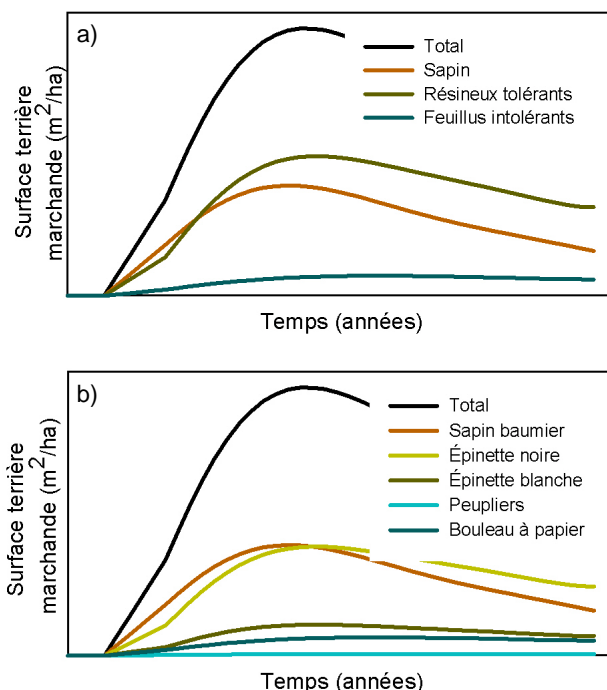 a)
Total
Sapin
Résineux tolérants
Feuillus intolérants
Surface terrière
marchande (m²/ha)
Temps (années)
b)
Total
Sapin baumier
Épinette noire
Épinette blanche
Peupliers
Bouleau à papier
Surface terrière
marchande (m²/ha)
Temps (années)